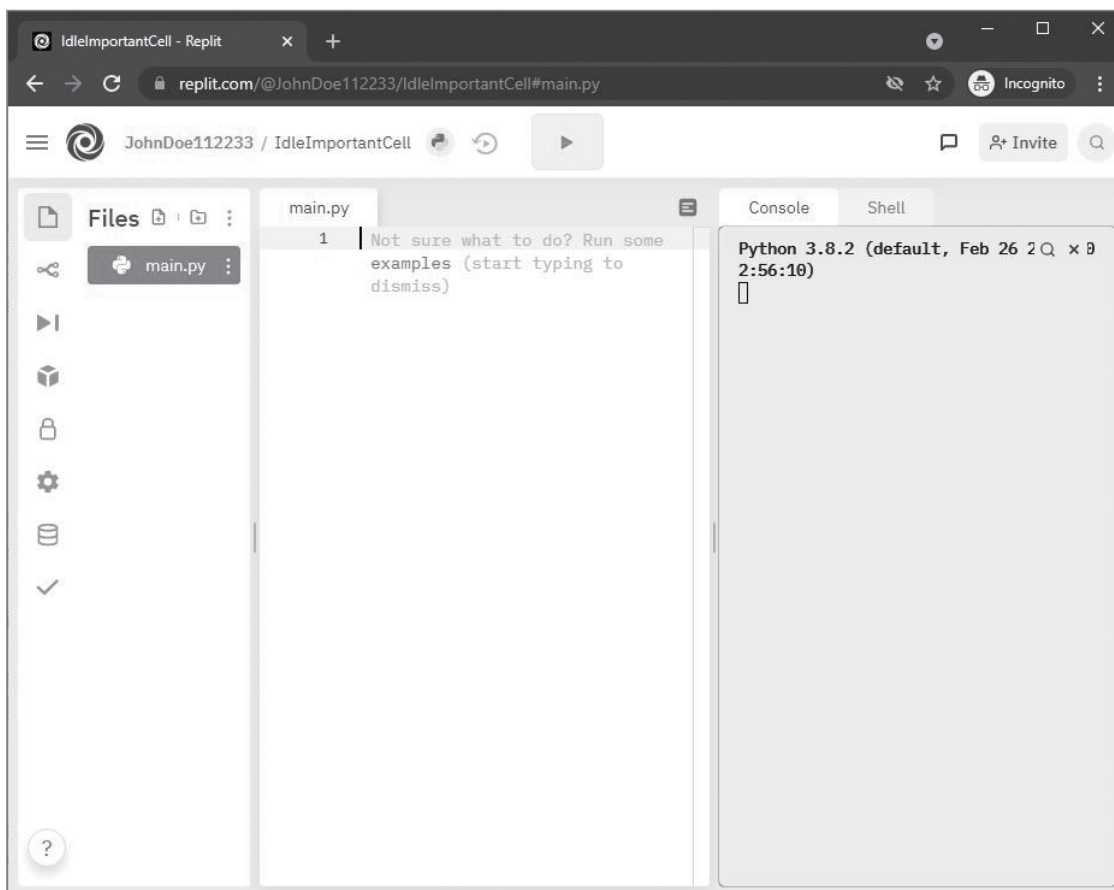 IdleImportantCell - Replit
replit.com/@JohnDoe112233/IdleImportantCell#main.py
Incognito
JohnDoe112233 / IdleImportantCell
Invite
Files
main.py
main.py
1
Not sure what to do? Run some
examples (start typing to
dismiss)
Console
Shell
Python 3.8.2 (default, Feb 26 2
2:56:10)
?